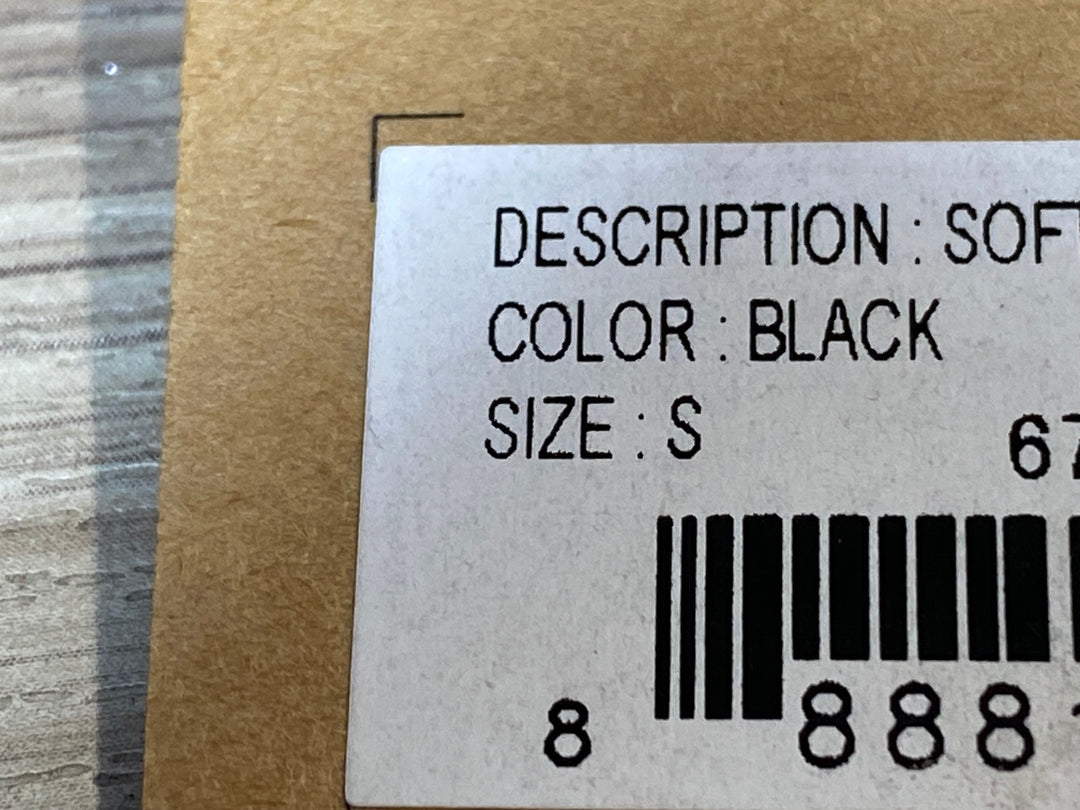 DESCRIPTION : SOFT
COLOR : BLACK
SIZE : S
67
8 888